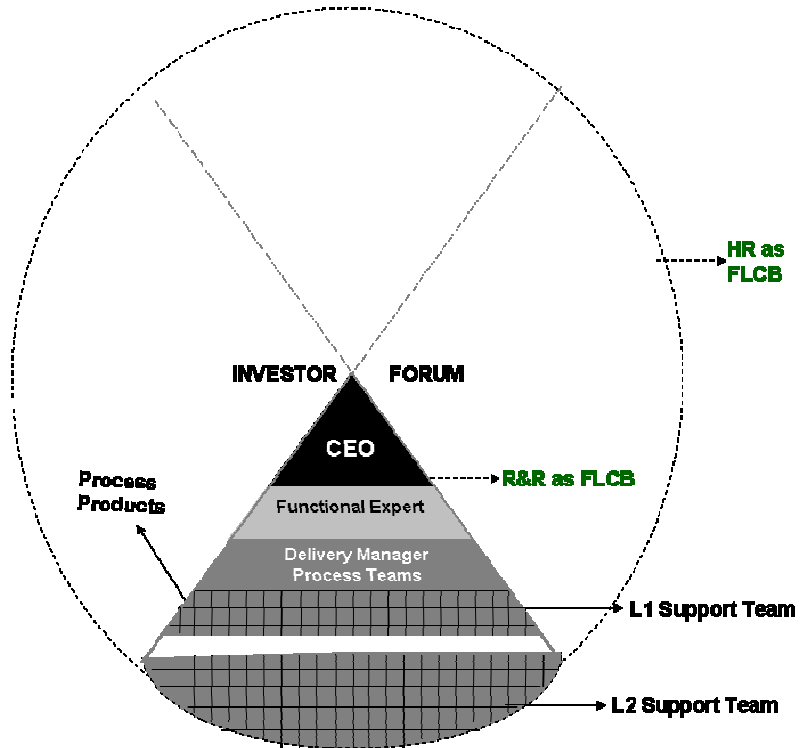 HR as
FLCB
INVESTOR FORUM
CEO
R&R as FLCB
Process
Products
Functional Expert
Delivery Manager
Process Teams
L1 Support Team
L2 Support Team